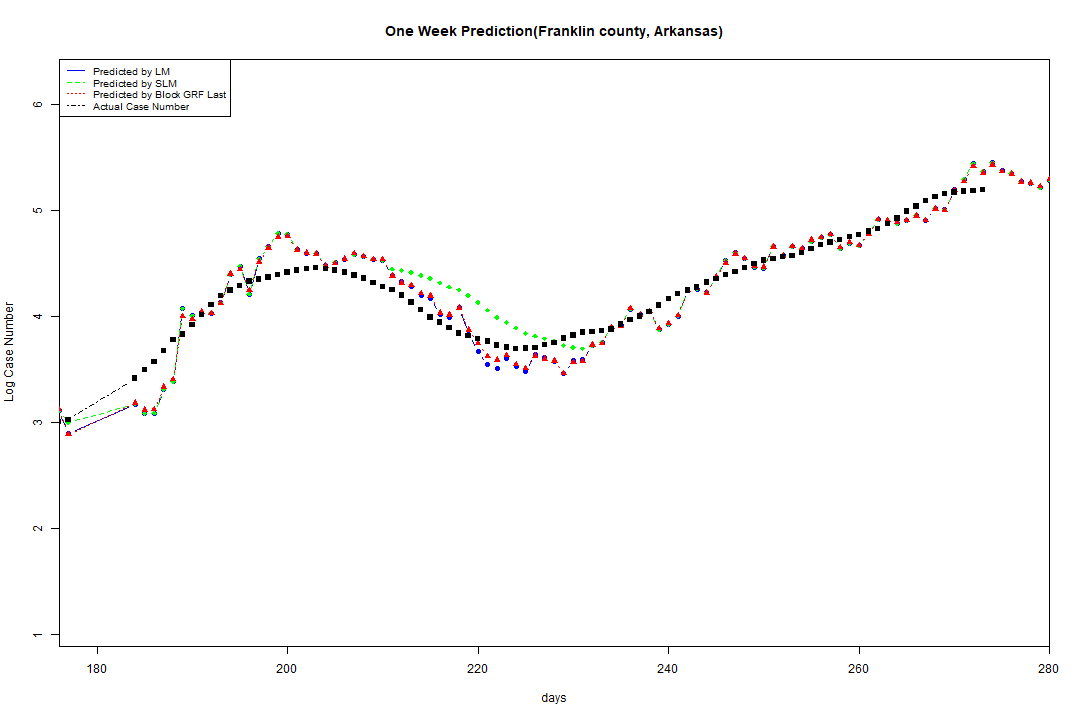 One Week Prediction(Franklin county, Arkansas)
Predicted by LM
Predicted by SLM
Predicted by Block GRF Last
Actual Case Number
6
5
4
3
2
1
Log Case Number
180 200 220 240 260 280
days